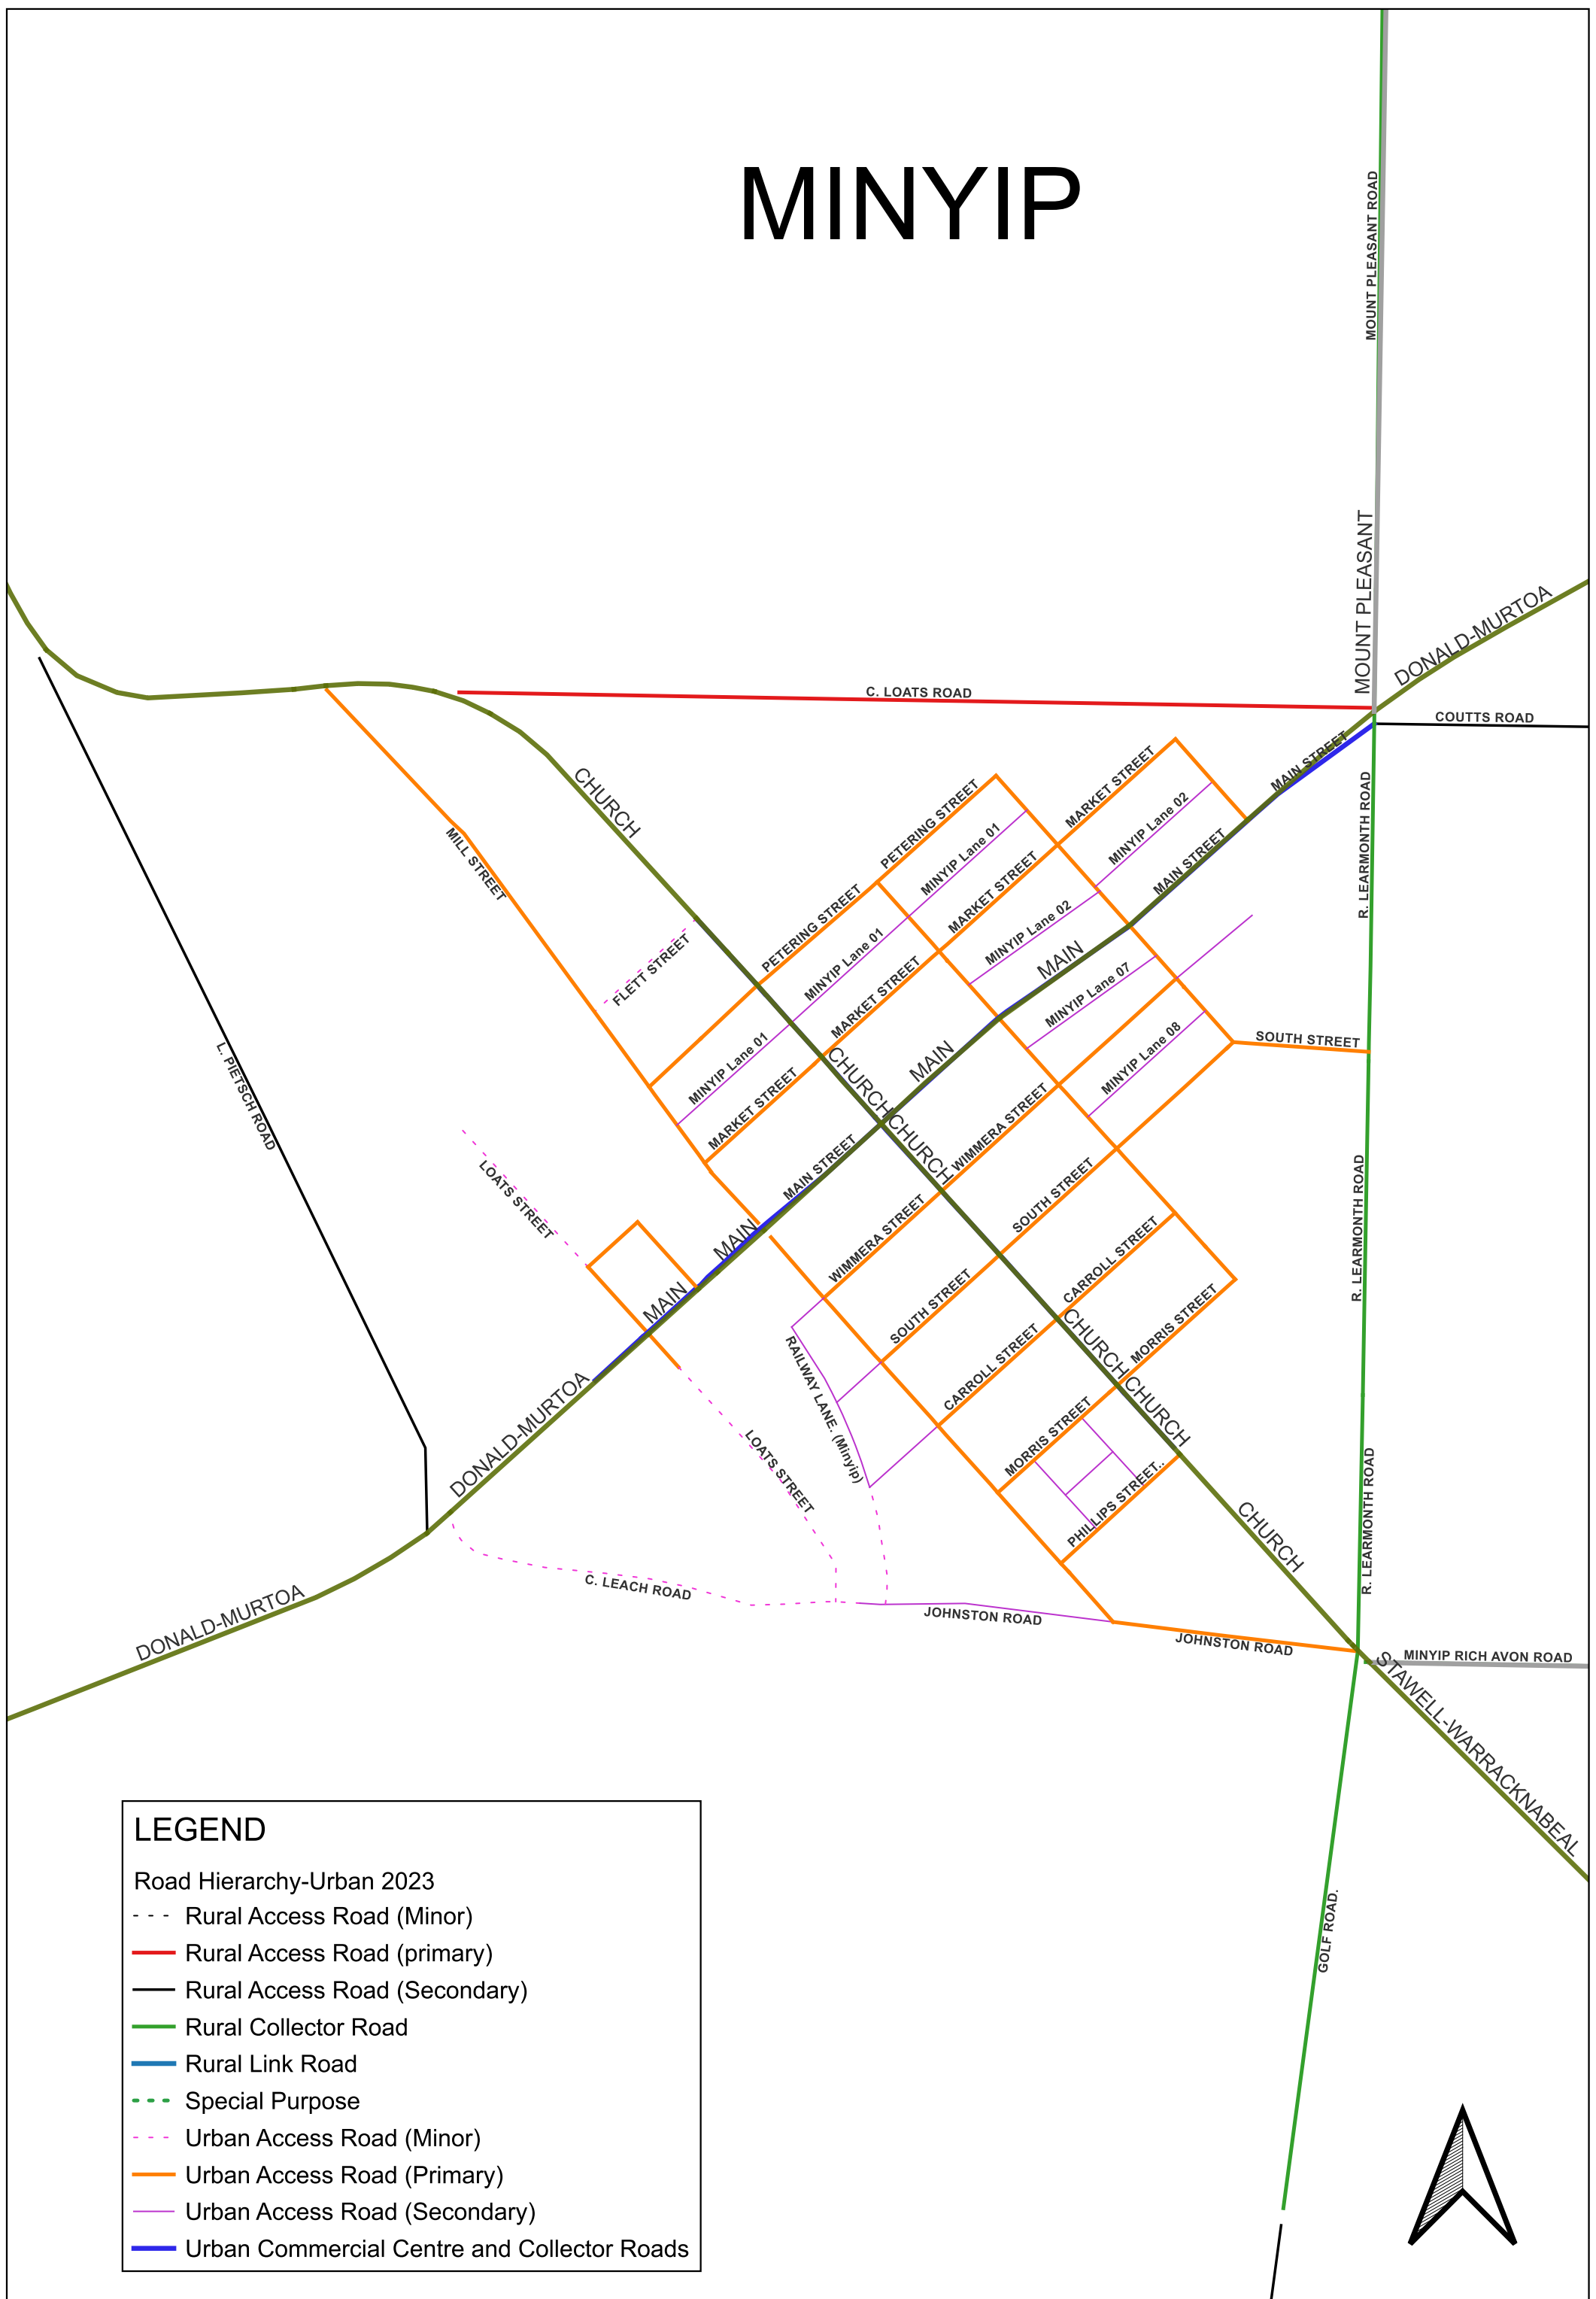 MINYIP
MOUNT PLEASANT ROAD
MOUNT PLEASANT
DONALD-MURTOA
C. LOATS ROAD
COUTTS ROAD
MAIN STREET
CHURCH
MARKET STREET
PETERING STREET
MINYIP Lane 02
R. LEARMONTH ROAD
MILL STREET
MINYIP Lane 01
MARKET STREET
MAIN STREET
PETERING STREET
MINYIP Lane 02
FLETT STREET
MINYIP Lane 01
MARKET STREET
MAIN
MINYIP Lane 07
L. PIETSCH ROAD
MINYIP Lane 01
CHURCH
MAIN
MINYIP Lane 08
SOUTH STREET
MARKET STREET
CHURCH
WIMMERA STREET
MAIN STREET
LOATS STREET
SOUTH STREET
R. LEARMONTH ROAD
MAIN
WIMMERA STREET
CARROLL STREET
MAIN
SOUTH STREET
CHURCH
MORRIS STREET
RAILWAY LANE. (Minyip)
CARROLL STREET
CHURCH
DONALD-MURTOA
LOATS STREET
MORRIS STREET
PHILLIPS STREET..
CHURCH
R. LEARMONTH ROAD
C. LEACH ROAD
DONALD-MURTOA
JOHNSTON ROAD
JOHNSTON ROAD
MINYIP RICH AVON ROAD
STAWELL-WARRACKNABEAL
GOLF ROAD.
LEGEND
Road Hierarchy-Urban 2023
Rural Access Road (Minor)
Rural Access Road (primary)
Rural Access Road (Secondary)
Rural Collector Road
Rural Link Road
Special Purpose
Urban Access Road (Minor)
Urban Access Road (Primary)
Urban Access Road (Secondary)
Urban Commercial Centre and Collector Roads